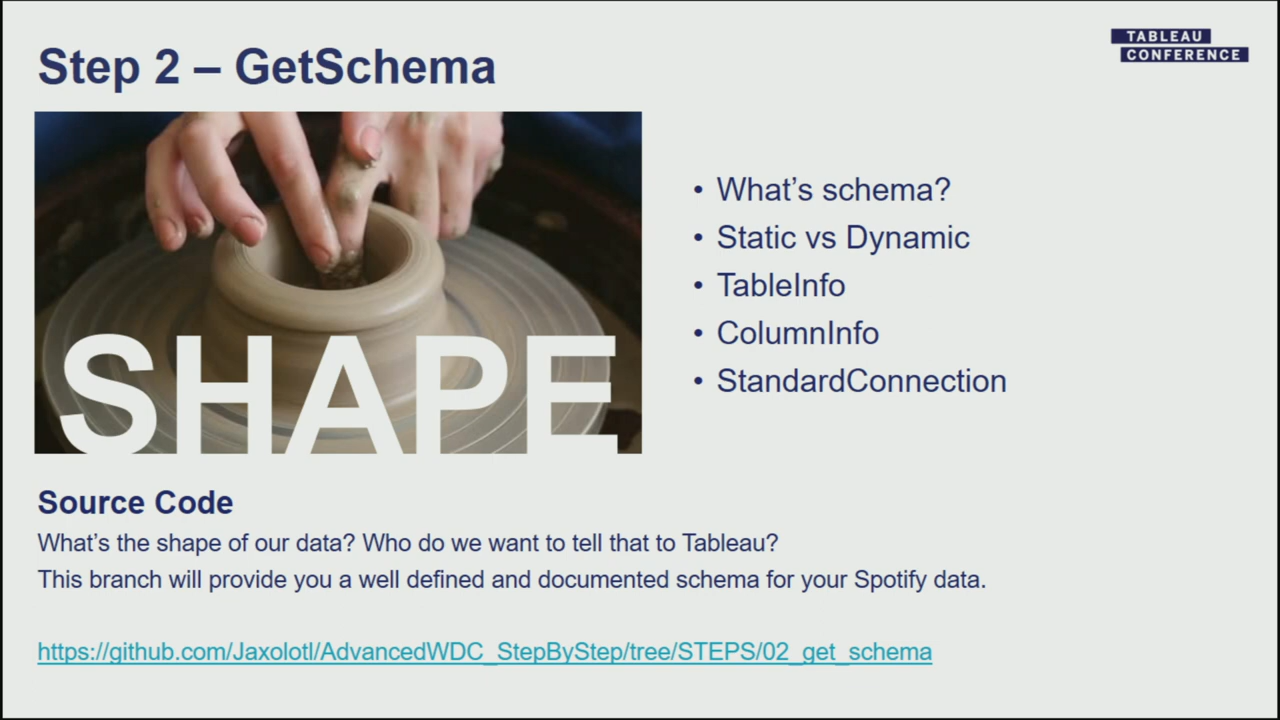 Step 2 – GetSchema
TABLEAU
CONFERENCE
SHAPE
• What's schema?
• Static vs Dynamic
• TableInfo
• ColumnInfo
• StandardConnection
Source Code
What's the shape of our data? Who do we want to tell that to Tableau?
This branch will provide you a well defined and documented schema for your Spotify data.
https://github.com/Jaxolotl/AdvancedWDC_StepByStep/tree/STEPS/02_get_schema